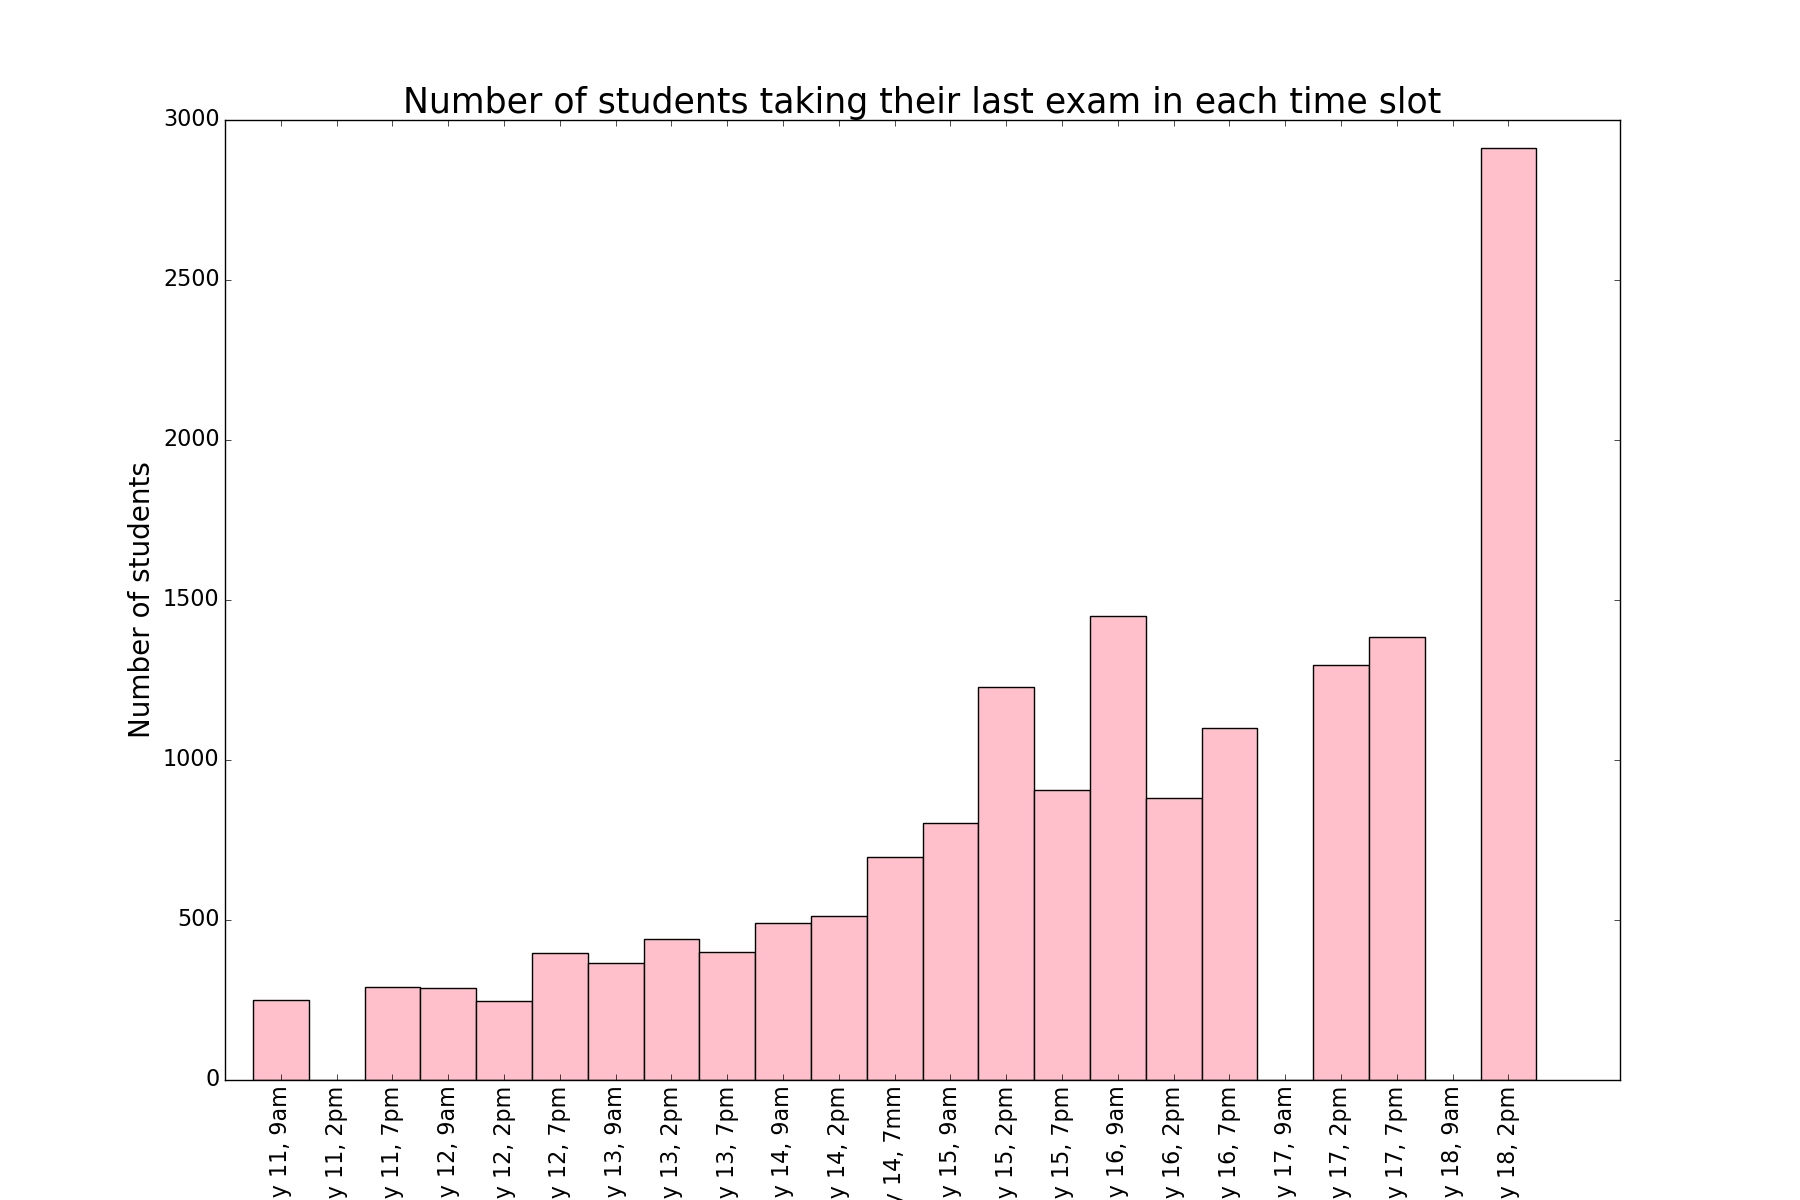 Number of students taking their last exam in each time slot
3000
2500
2000
1500
1000
500
0
Number of students
y 11, 9am
y 11, 2pm
y 11, 7pm
y 12, 9am
y 12, 2pm
y 12, 7pm
y 13, 9am
y 13, 2pm
y 13, 7pm
y 14, 9am
y 14, 2pm
y 14, 7mm
y 15, 9am
y 15, 2pm
y 15, 7pm
y 16, 9am
y 16, 2pm
y 16, 7pm
y 17, 9am
y 17, 2pm
y 17, 7pm
y 18, 9am
y 18, 2pm